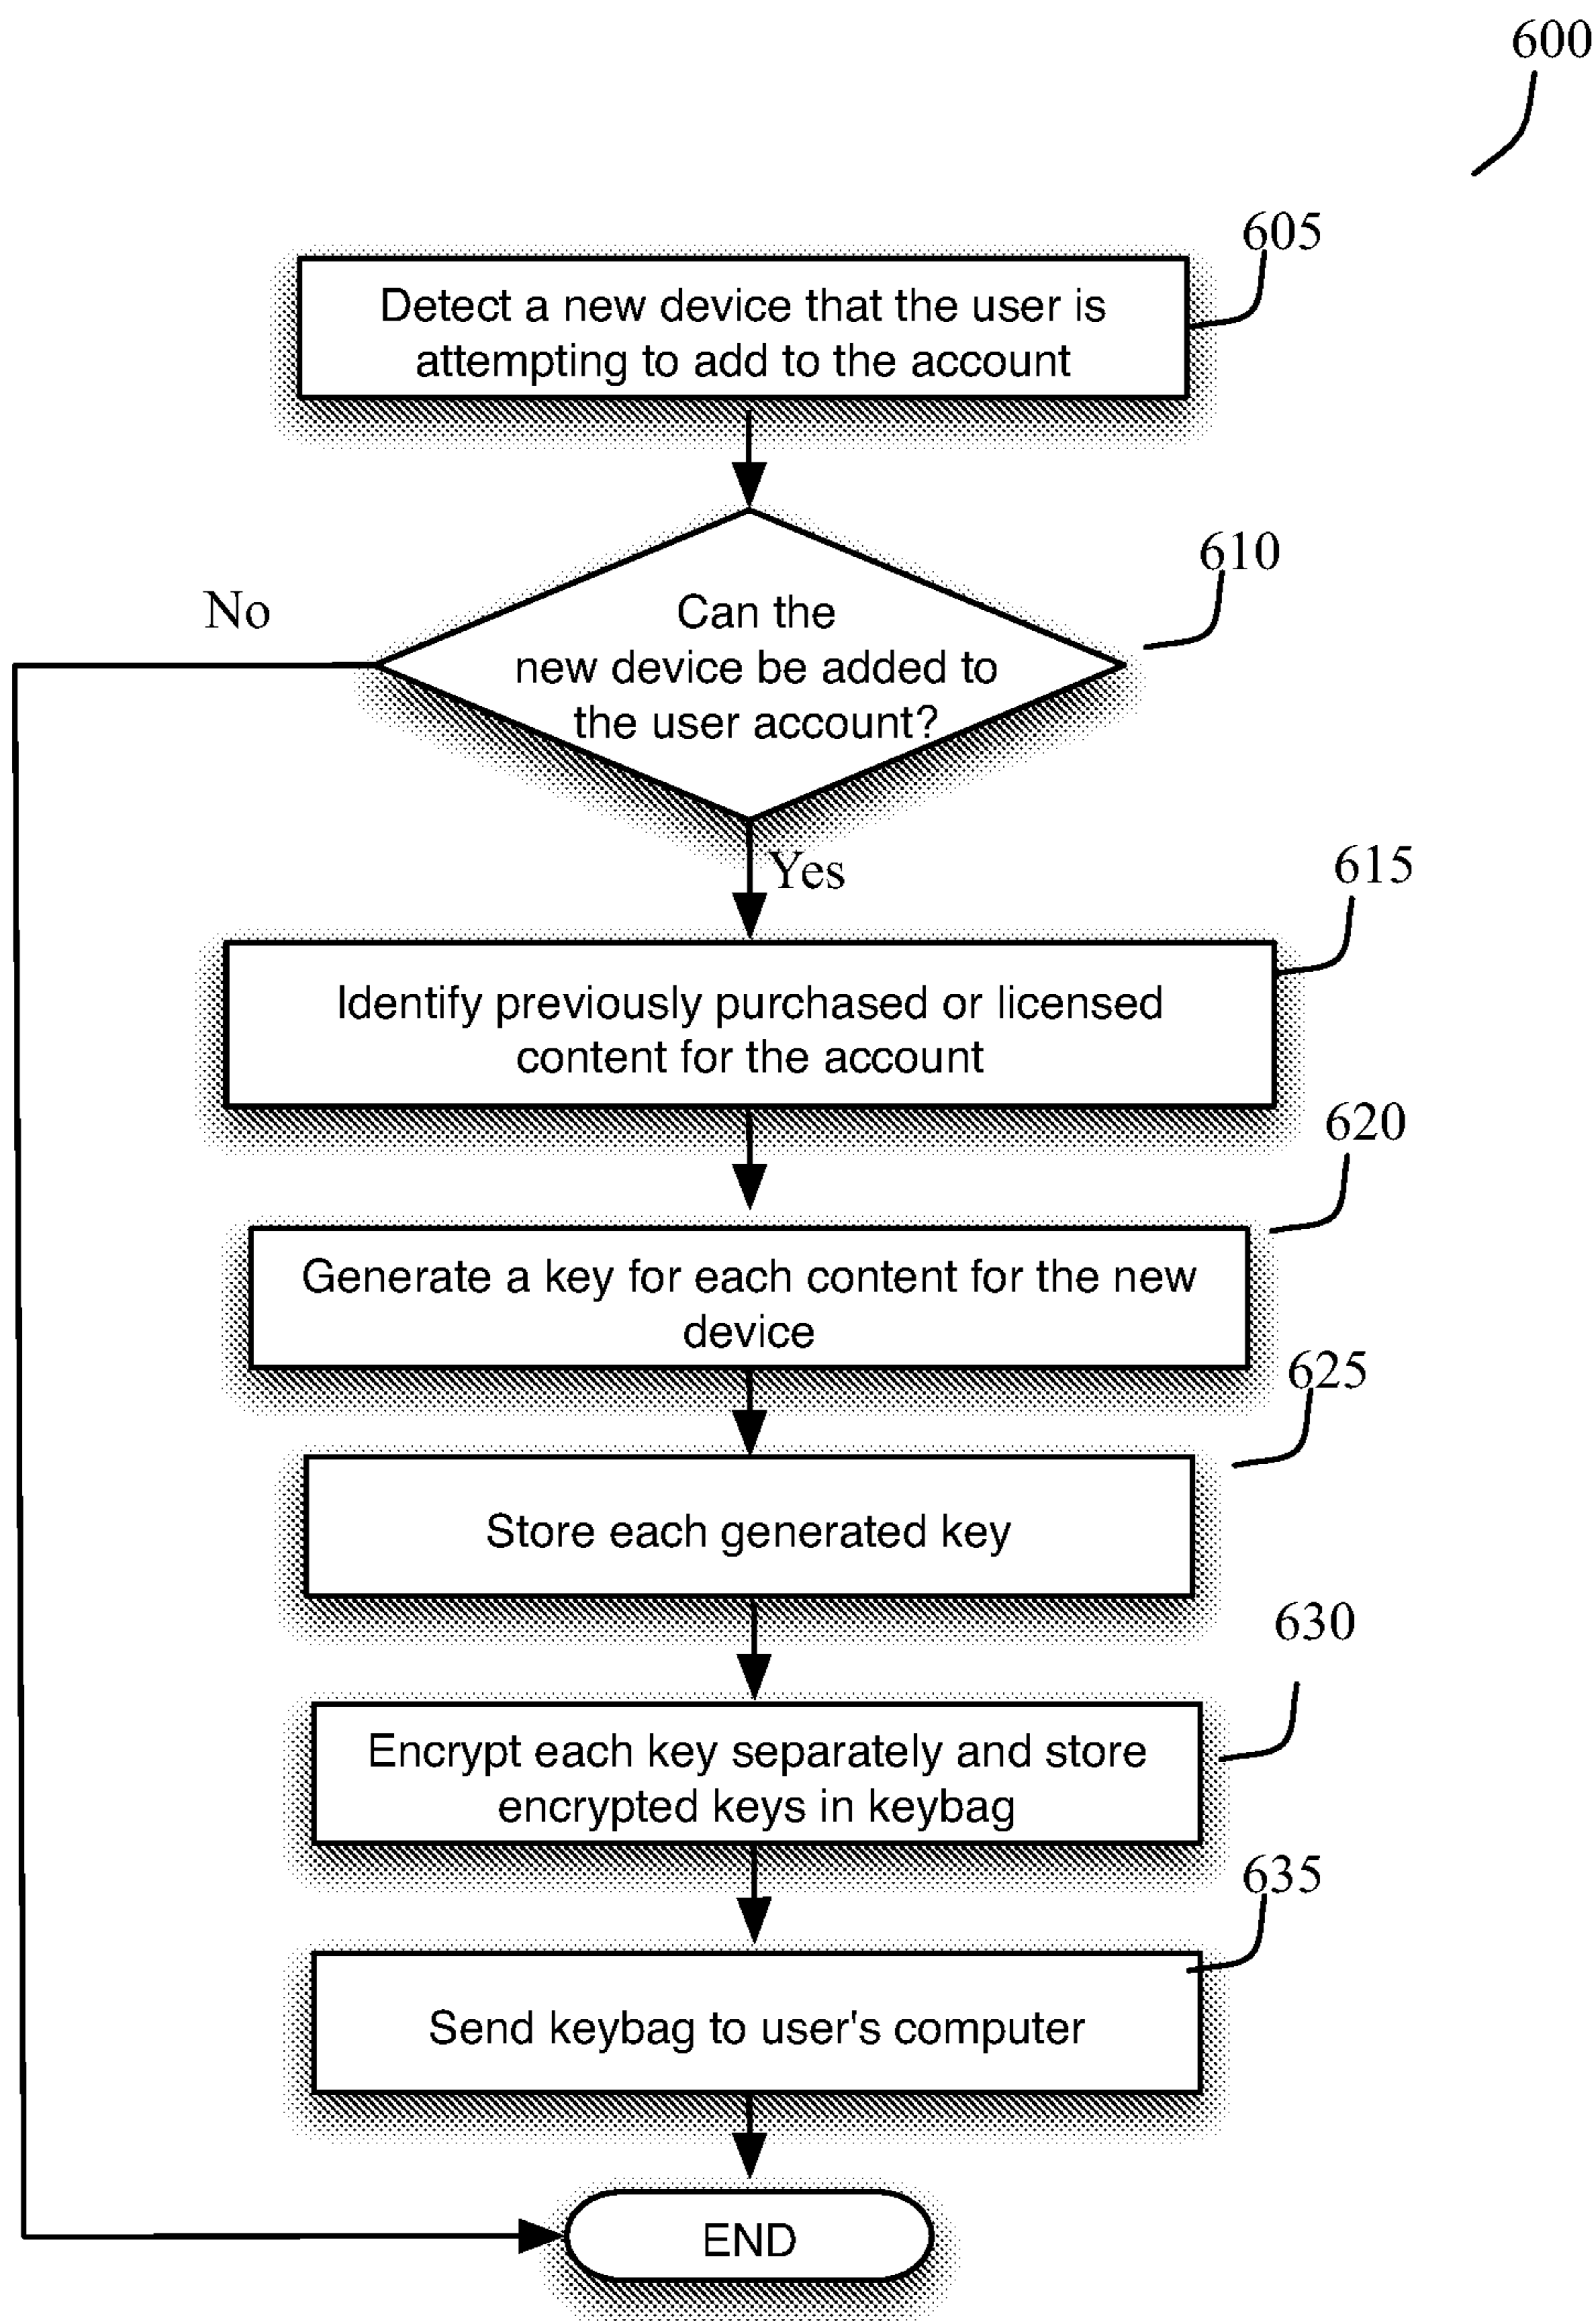 600
605
Detect a new device that the user is
attempting to add to the account
610
No
Can the
new device be added to
the user account?
Yes
615
Identify previously purchased or licensed
content for the account
620
Generate a key for each content for the new
device
625
Store each generated key
630
Encrypt each key separately and store
encrypted keys in keybag
635
Send keybag to user's computer
END